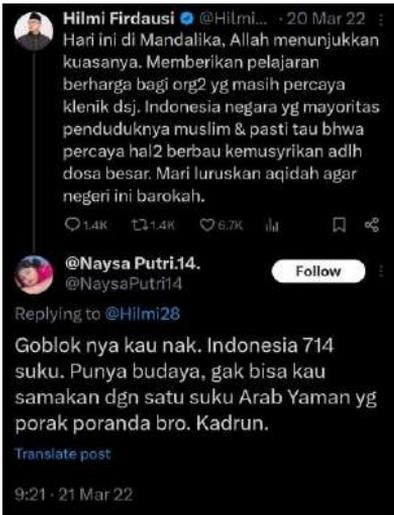 Hilmi Firdausi @Hilmi... · 20 Mar 22
Hari ini di Mandalika, Allah menunjukkan
kuasanya. Memberikan pelajaran
berharga bagi org2 yg masih percaya
klenik dsj. Indonesia negara yg mayoritas
penduduknya muslim & pasti tau bhwa
percaya hal2 berbau kemusyrikan adlh
dosa besar. Mari luruskan aqidah agar
negeri ini barokah.
1.4K 1.4K 6.7K
@Naysa Putri.14.
@NaysaPutri14
Follow
Replying to @Hilmi28
Goblok nya kau nak. Indonesia 714
suku. Punya budaya, gak bisa kau
samakan dgn satu suku Arab Yaman yg
porak poranda bro. Kadrun.
Translate post
9:21 · 21 Mar 22